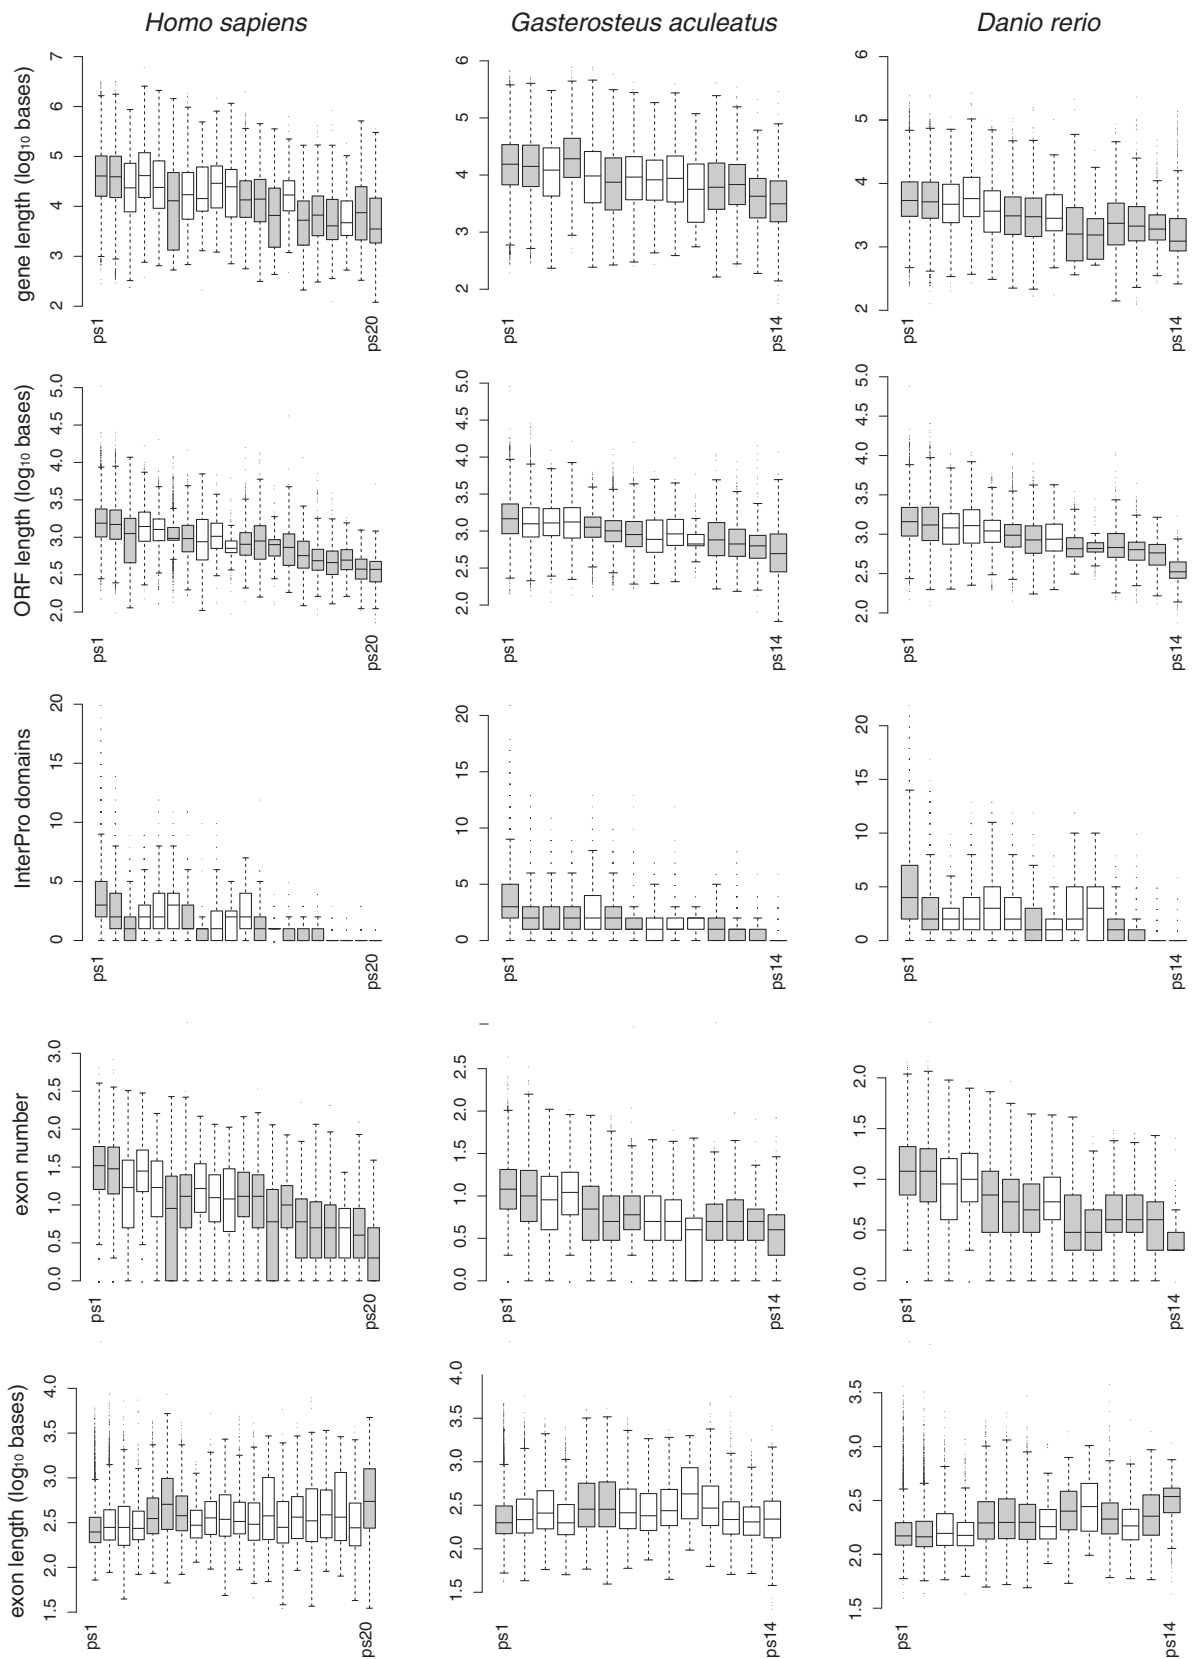 Homo sapiens
Gasterosteus aculeatus
Danio rerio
gene length (log₁₀ bases)
2 3 4 5 6 7
ps1 ps20
2 3 4 5 6
ps1 ps14
2 3 4 5 6
ps1 ps14
ORF length (log₁₀ bases)
2.0 2.5 3.0 3.5 4.0 4.5 5.0
ps1 ps20
2.0 2.5 3.0 3.5 4.0 4.5 5.0
ps1 ps14
2.0 2.5 3.0 3.5 4.0 4.5 5.0
ps1 ps14
InterPro domains
0 5 10 15 20
ps1 ps20
0 5 10 15 20
ps1 ps14
0 5 10 15 20
ps1 ps14
exon number
0.0 0.5 1.0 1.5 2.0 2.5 3.0
ps1 ps20
0.0 0.5 1.0 1.5 2.0 2.5
ps1 ps14
0.0 0.5 1.0 1.5 2.0
ps1 ps14
exon length (log₁₀ bases)
1.5 2.0 2.5 3.0 3.5 4.0
ps1 ps20
1.5 2.0 2.5 3.0 3.5 4.0
ps1 ps14
1.5 2.0 2.5 3.0 3.5
ps1 ps14